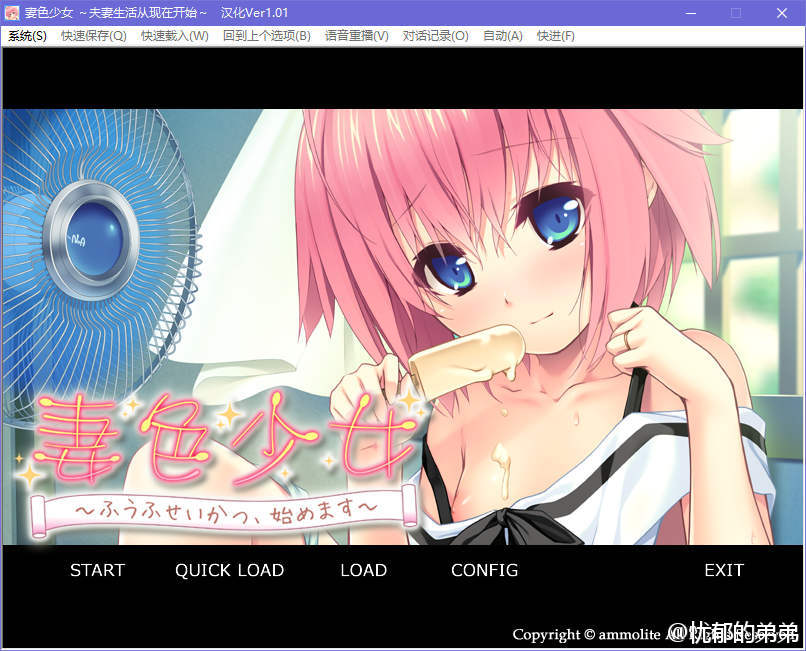 妻色少女 ~夫妻生活从现在开始~ 汉化Ver1.01
系统(S) 快速保存(Q) 快速载入(W) 回到上个选项(B) 语音重播(V) 对话记录(O) 自动(A) 快进(F)
妻色少女
~ふうふせいかつ、始めます~
START QUICK LOAD LOAD CONFIG EXIT
Copyright © ammolite All Rights Reserved.
@忧郁的弟弟